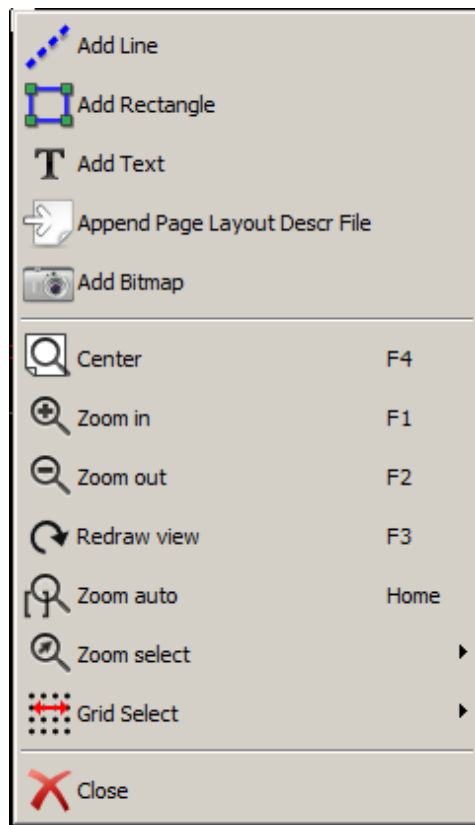 Add Line
Add Rectangle
T Add Text
Append Page Layout Descr File
Add Bitmap
Center F4
Zoom in F1
Zoom out F2
Redraw view F3
Zoom auto Home
Zoom select
Grid Select
Close